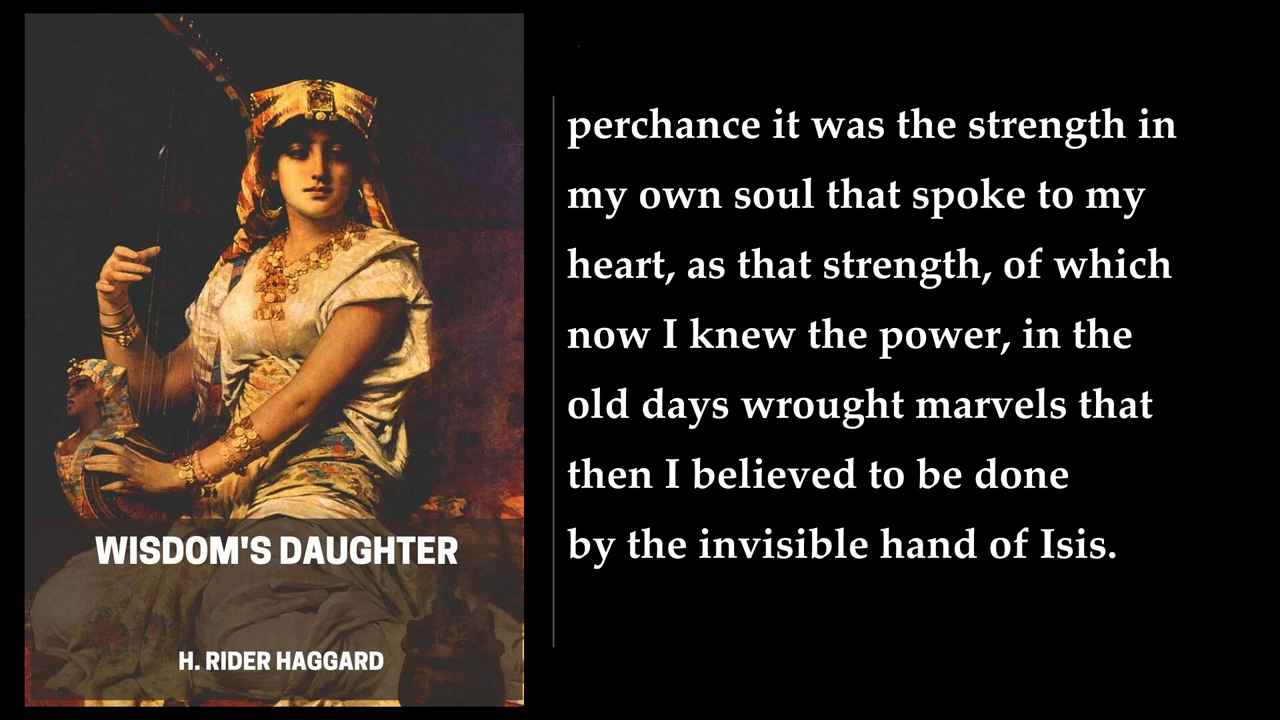 WISDOM'S DAUGHTER
H. RIDER HAGGARD
perchance it was the strength in
my own soul that spoke to my
heart, as that strength, of which
now I knew the power, in the
old days wrought marvels that
then I believed to be done
by the invisible hand of Isis.